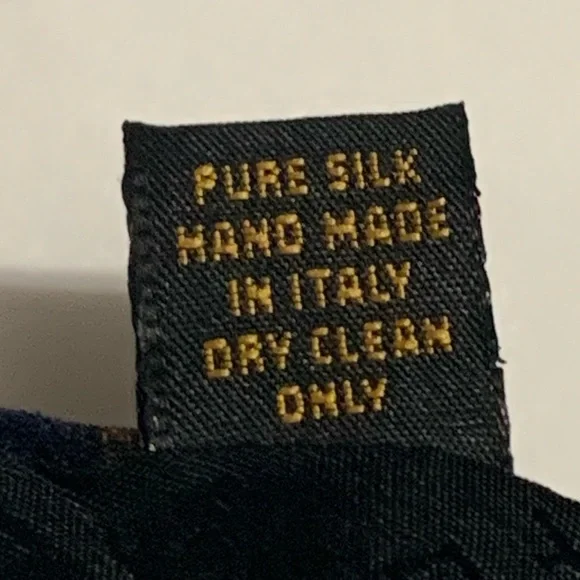 PURE SILK
HAND MADE
IN ITALY
DRY CLEAN
ONLY